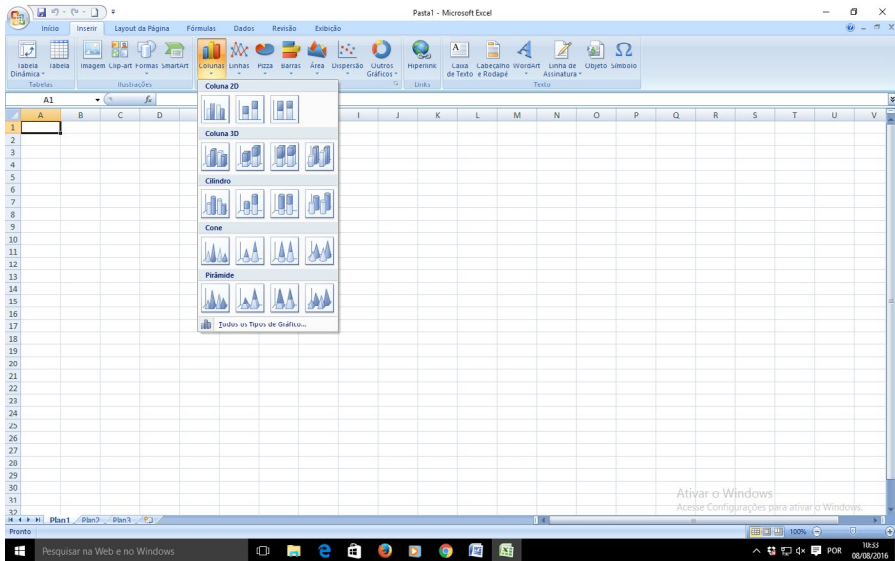 Pasta1 - Microsoft Excel
Início Inserir Layout da Página Fórmulas Dados Revisão Exibição
Tabela Dinâmica Tabela Imagem Clip-art Formas SmartArt Colunas Linhas Pizza Barras Área Dispersão Outros Gráficos Hiperlink Caixa de Texto Cabeçalho e Rodapé WordArt Linha de Assinatura Objeto Símbolo
Tabelas Ilustrações Links Texto
A1 fx
A B C D I J K L M N O P Q R S T U V
Coluna 2D
Coluna 3D
Cilindro
Cone
Pirâmide
Todos os Tipos de Gráfico...
1
2
3
4
5
6
7
8
9
10
11
12
13
14
15
16
17
18
19
20
21
22
23
24
25
26
27
28
29
30
31
32
Ativar o Windows
Acesse Configurações para ativar o Windows.
Plan1 Plan2 Plan3
Pronto 100%
Pesquisar na Web e no Windows POR 10:33
08/08/2016